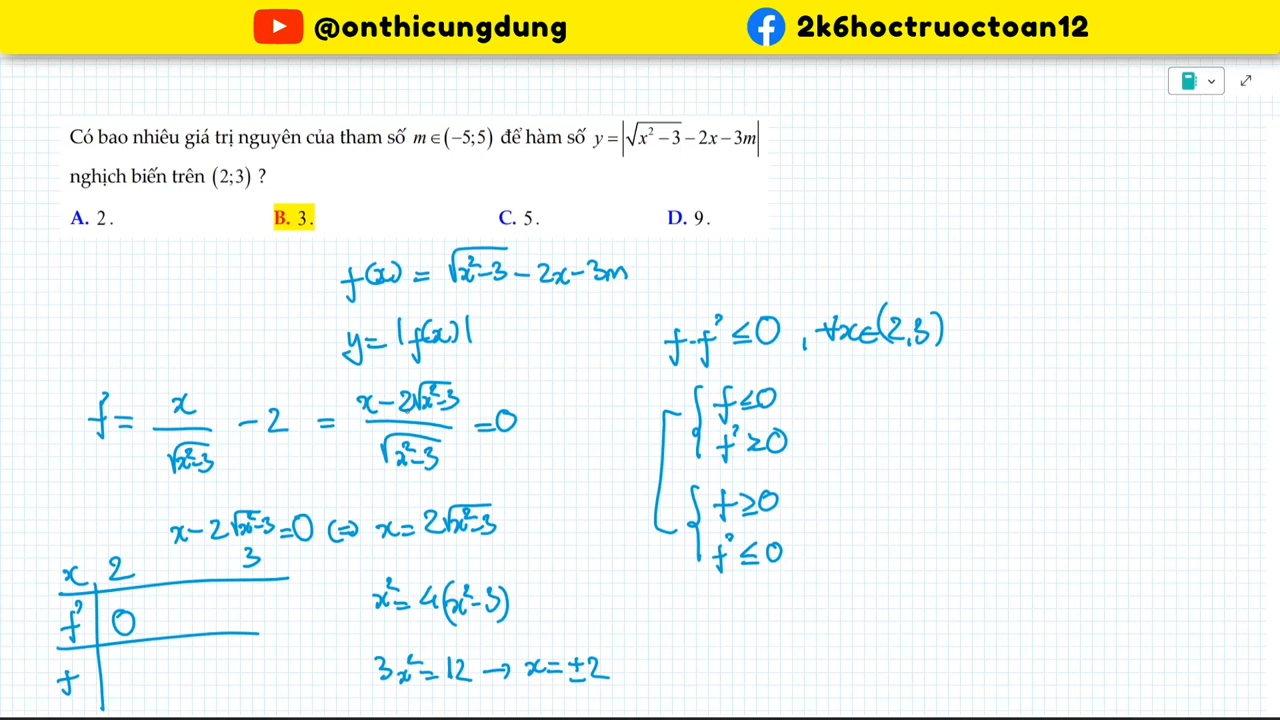 @onthicungdung
2k6hoctruoctoan12
Có bao nhiêu giá trị nguyên của tham số m ∈ (−5;5) để hàm số y = |√(x² − 3) − 2x − 3m|
nghịch biến trên (2;3) ?
A. 2. B. 3. C. 5. D. 9.
f(x) = √(x²−3) − 2x − 3m
y = |f(x)|
f.f' ≤ 0, ∀x∈(2,3)
f' = x/√(x²−3) − 2 = (x − 2√(x²−3))/√(x²−3) = 0
f ≤ 0
f' ≥ 0
f ≥ 0
f' ≤ 0
x − 2√(x²−3) = 0 (=) x = 2√(x²−3)
x 2 3
f' 0
f
x² = 4(x²−3)
3x² = 12 → x = ±2